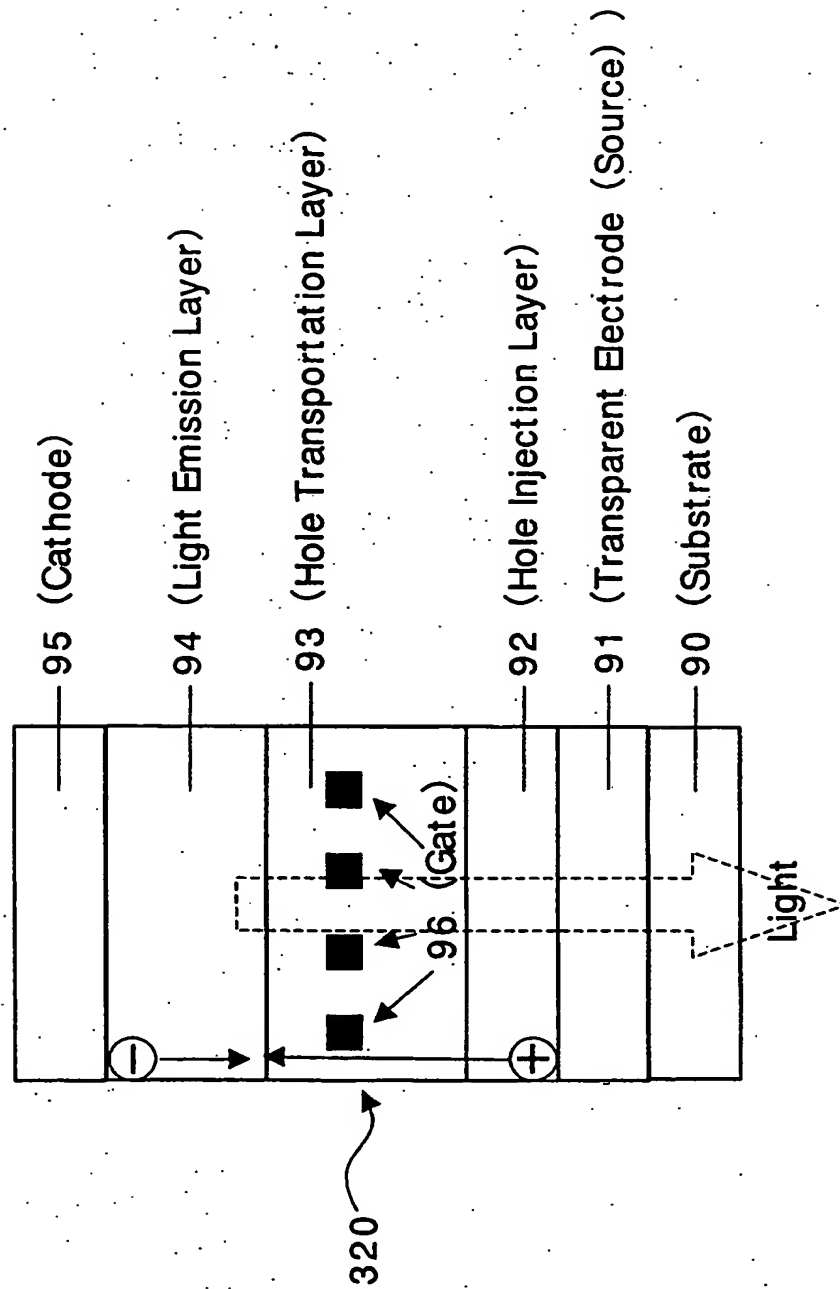 95 (Cathode)
94 (Light Emission Layer)
93 (Hole Transportation Layer)
92 (Hole Injection Layer)
91 (Transparent Electrode (Source) )
90 (Substrate)
96 (Gate)
Light
320
−
+